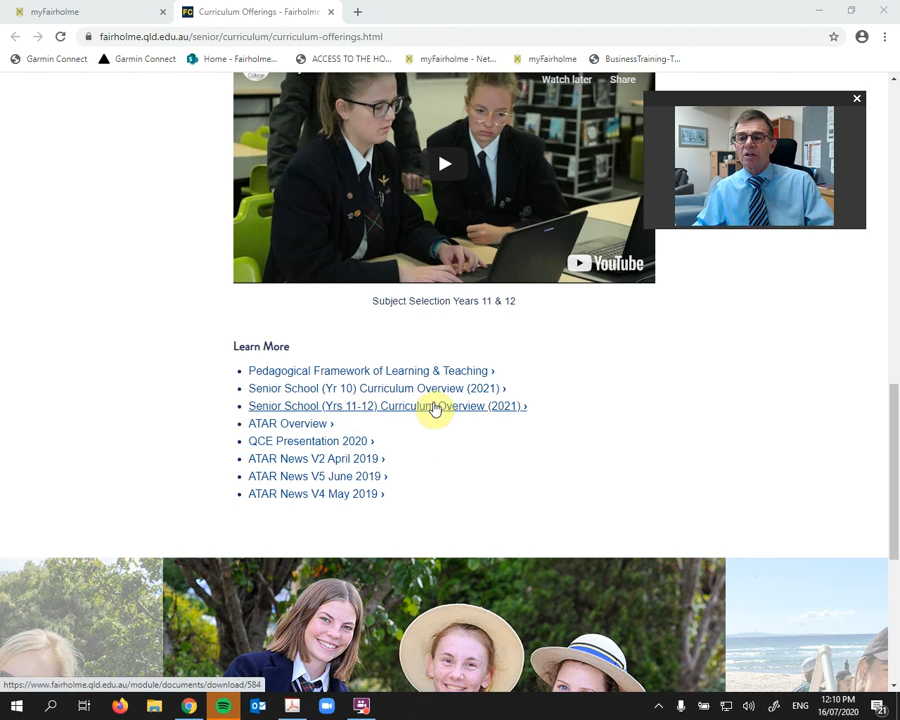 myFairholme
Curriculum Offerings - Fairholme
fairholme.qld.edu.au/senior/curriculum/curriculum-offerings.html
Garmin Connect
Garmin Connect
Home - Fairholme...
ACCESS TO THE HO...
myFairholme - Net...
myFairholme
BusinessTraining-T...
College
Watch later
Share
YouTube
Subject Selection Years 11 & 12
Learn More
Pedagogical Framework of Learning & Teaching ›
Senior School (Yr 10) Curriculum Overview (2021) ›
Senior School (Yrs 11-12) Curriculum Overview (2021) ›
ATAR Overview ›
QCE Presentation 2020 ›
ATAR News V2 April 2019 ›
ATAR News V5 June 2019 ›
ATAR News V4 May 2019 ›
https://www.fairholme.qld.edu.au/module/documents/download/584
ENG
12:10 PM
16/07/2020
21